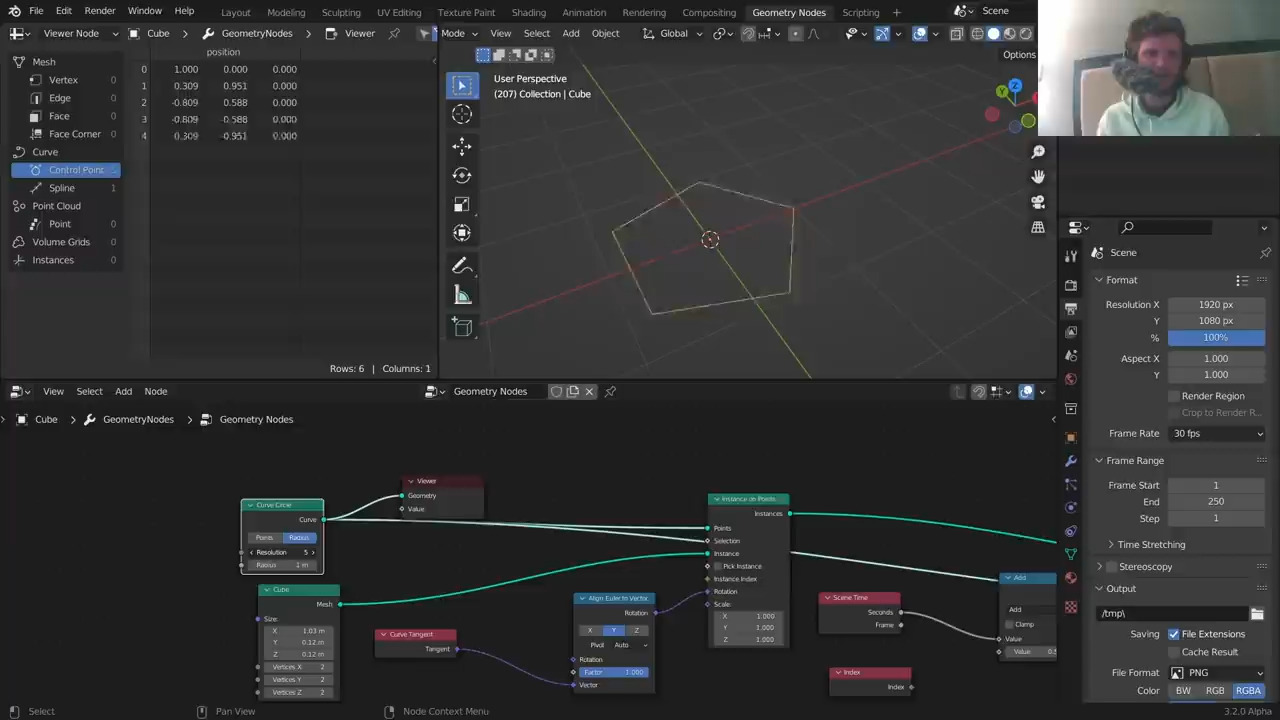 File Edit Render Window Help Layout Modeling Sculpting UV Editing Texture Paint Shading Animation Rendering Compositing Geometry Nodes Scripting Scene
Viewer Node Cube GeometryNodes Viewer
Mode View Select Add Object Global
Options
position
Mesh
Vertex 0
Edge 0
Face 0
Face Corner 0
Curve
Control Point
Spline 1
Point Cloud
Point 0
Volume Grids 0
Instances 0
0 1.000 0.000 0.000
1 0.309 0.951 0.000
2 -0.809 0.588 0.000
3 -0.809 -0.588 0.000
4 0.309 -0.951 0.000
Rows: 6 | Columns: 1
User Perspective
(207) Collection | Cube
Y Z
View Select Add Node
Geometry Nodes
Cube GeometryNodes Geometry Nodes
Curve Circle
Curve
Points Radius
Resolution 5
Radius 1 m
Viewer
Geometry
Value
Cube
Mesh
Size:
X 1.03 m
Y 0.12 m
Z 0.12 m
Vertices X 2
Vertices Y 2
Vertices Z 2
Curve Tangent
Tangent
Align Euler to Vector
Rotation
X Y Z
Pivot Auto
Rotation
Factor 1.000
Vector
Instance on Points
Instances
Points
Selection
Instance
Pick Instance
Instance Index
Rotation
Scale:
X 1.000
Y 1.000
Z 1.000
Scene Time
Seconds
Frame
Index
Index
Add
Add
Clamp
Value
Value
Scene
Format
Resolution X 1920 px
Y 1080 px
% 100%
Aspect X 1.000
Y 1.000
Render Region
Crop to Render R...
Frame Rate 30 fps
Frame Range
Frame Start 1
End 250
Step 1
Time Stretching
Stereoscopy
Output
/tmp\
Saving File Extensions
Cache Result
File Format PNG
Color BW RGB RGBA
Select Pan View Node Context Menu
3.2.0 Alpha